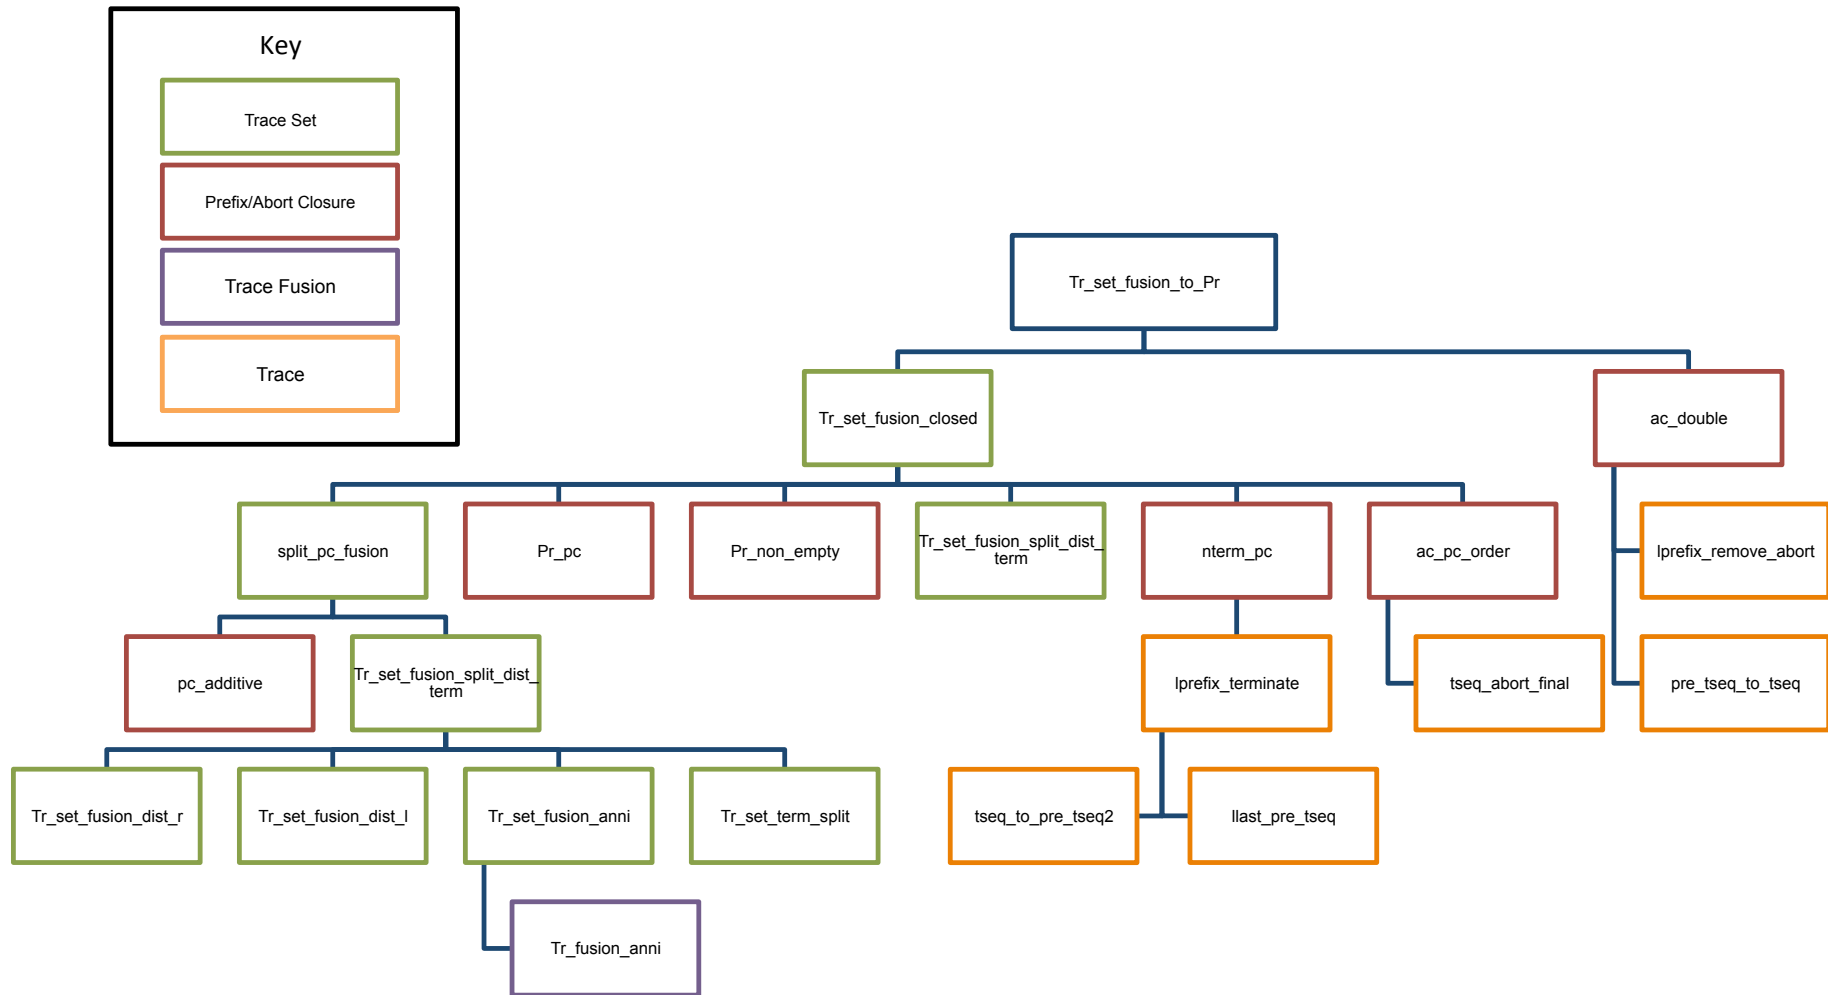 Key
Trace Set
Prefix/Abort Closure
Trace Fusion
Trace
Tr_set_fusion_to_Pr
Tr_set_fusion_closed
ac_double
split_pc_fusion
Pr_pc
Pr_non_empty
Tr_set_fusion_split_dist_
term
nterm_pc
ac_pc_order
lprefix_remove_abort
pc_additive
Tr_set_fusion_split_dist_
term
lprefix_terminate
tseq_abort_final
pre_tseq_to_tseq
Tr_set_fusion_dist_r
Tr_set_fusion_dist_l
Tr_set_fusion_anni
Tr_set_term_split
tseq_to_pre_tseq2
llast_pre_tseq
Tr_fusion_anni